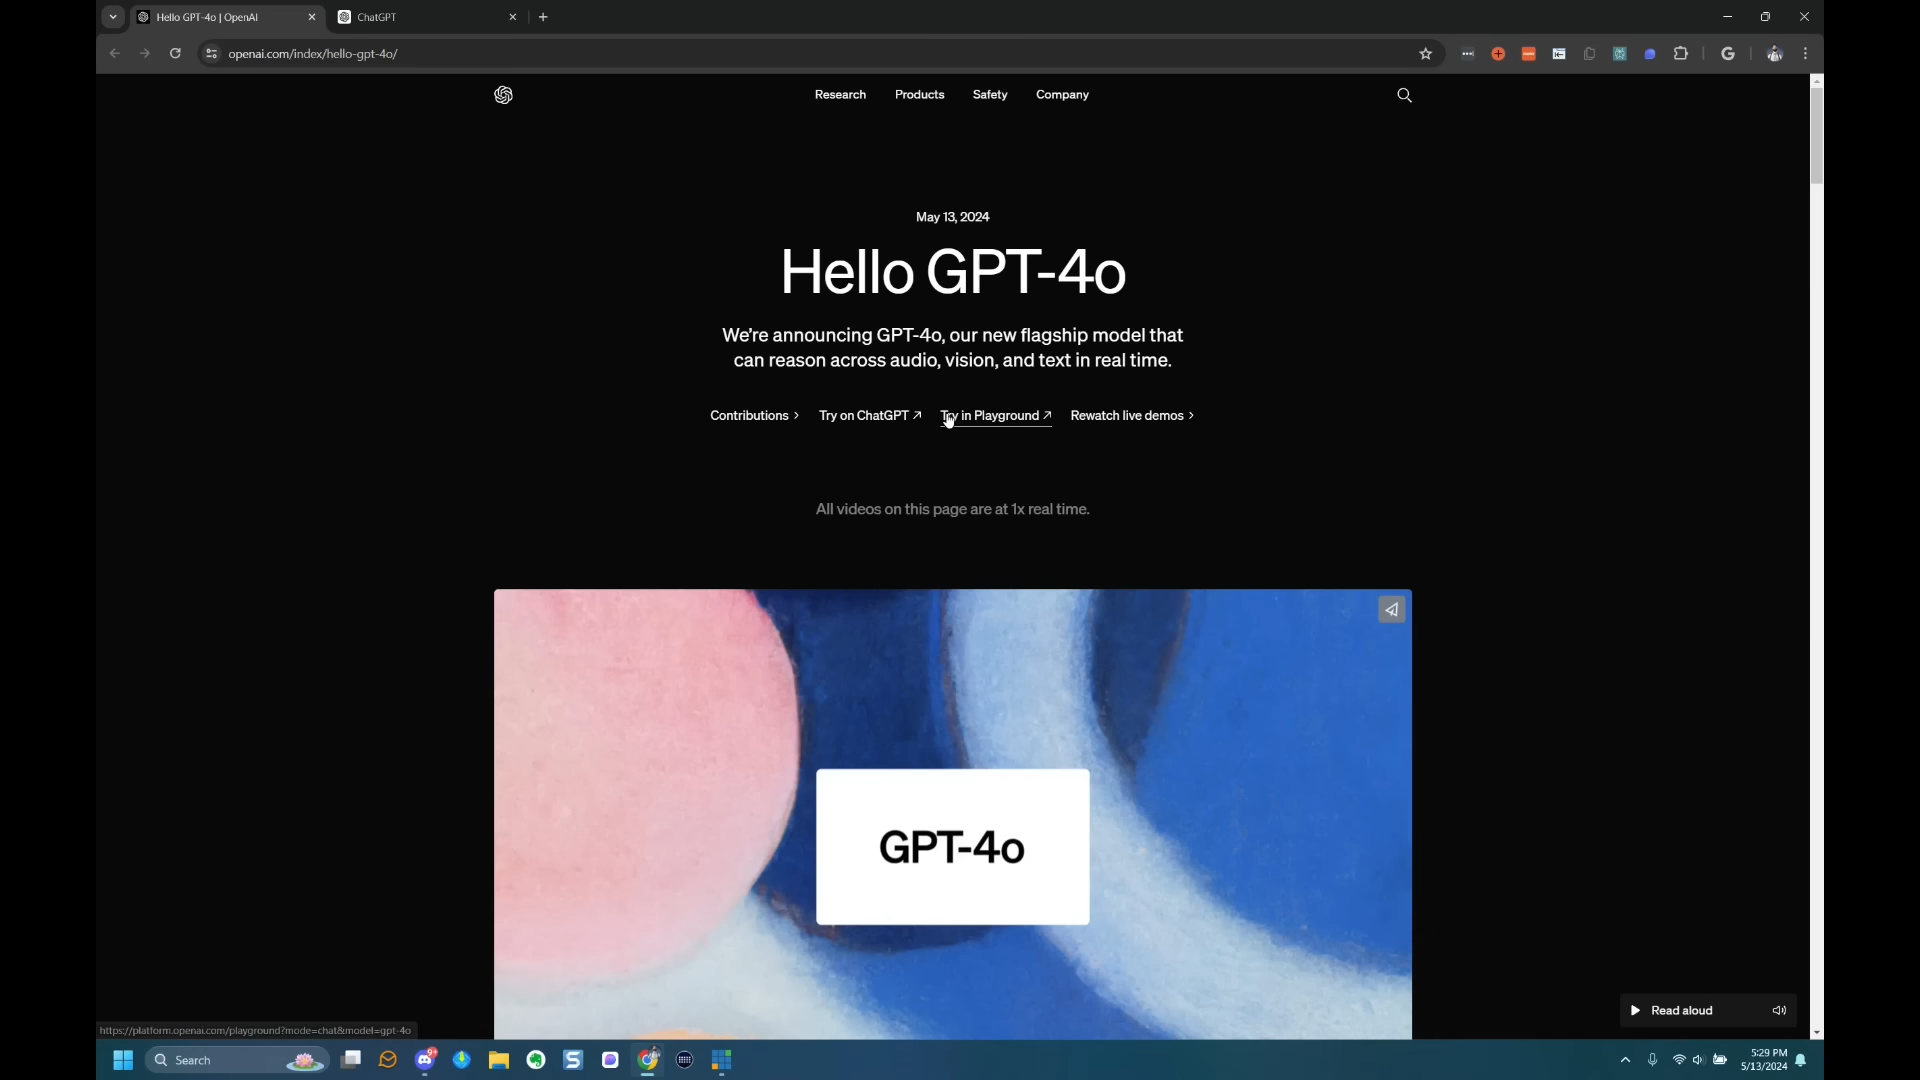 Hello GPT-4o | OpenAI
ChatGPT
openai.com/index/hello-gpt-4o/
Research Products Safety Company
May 13, 2024
Hello GPT-4o
We're announcing GPT-4o, our new flagship model that
can reason across audio, vision, and text in real time.
Contributions Try on ChatGPT Try in Playground Rewatch live demos
All videos on this page are at 1x real time.
GPT-4o
Read aloud
https://platform.openai.com/playground?mode=chat&model=gpt-4o
Search
5:29 PM
5/13/2024